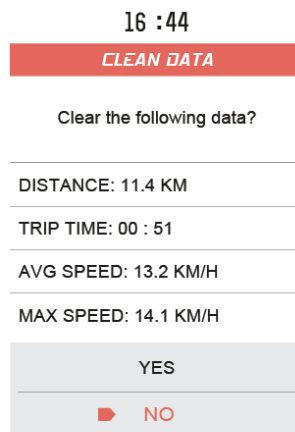 16 :44
CLEAN DATA
Clear the following data?
DISTANCE: 11.4 KM
TRIP TIME: 00 : 51
AVG SPEED: 13.2 KM/H
MAX SPEED: 14.1 KM/H
YES
NO